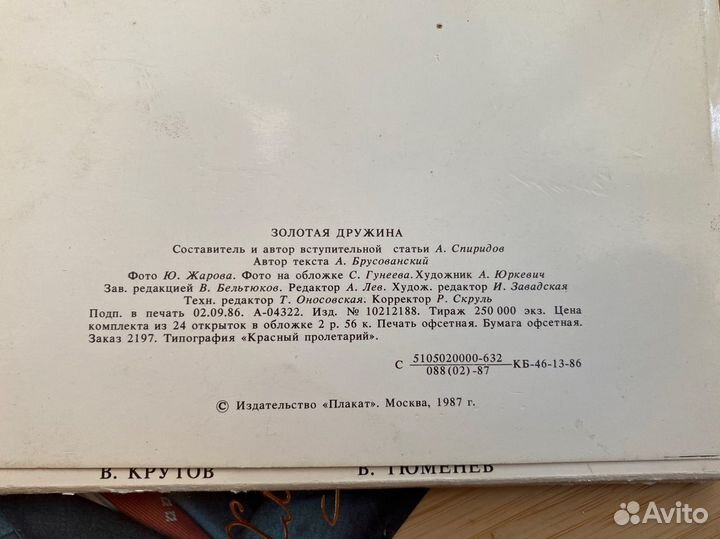 ЗОЛОТАЯ ДРУЖИНА
Составитель и автор вступительной статьи А. Спиридов
Автор текста А. Брусованский
Фото Ю. Жарова. Фото на обложке С. Гунеева. Художник А. Юркевич
Зав. редакцией В. Бельтюков. Редактор А. Лев. Худож. редактор И. Завадская
Техн. редактор Т. Оносовская. Корректор Р. Скруль
Подп. в печать 02.09.86. А-04322. Изд. № 10212188. Тираж 250 000 экз. Цена
комплекта из 24 открыток в обложке 2 р. 56 к. Печать офсетная. Бумага офсетная.
Заказ 2197. Типография «Красный пролетарий».
С 5105020000-632 КБ-46-13-86
088(02)-87
© Издательство «Плакат». Москва, 1987 г.
В. КРУТОВ В. ТЮМЕНЕВ
Avito